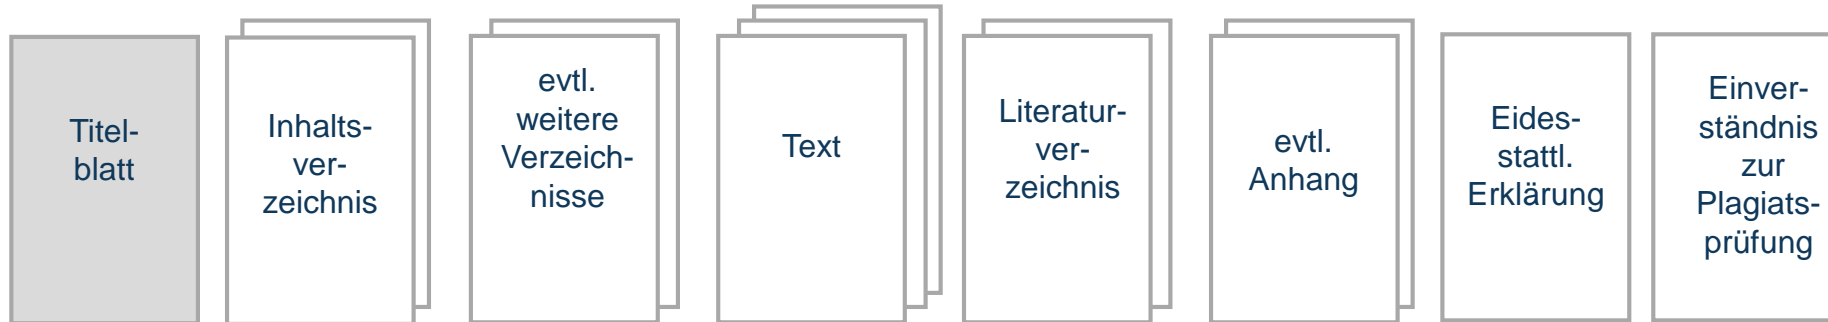 Titel-
blatt
Inhalts-
ver-
zeichnis
evtl.
weitere
Verzeich-
nisse
Text
Literatur-
ver-
zeichnis
evtl.
Anhang
Eides-
stattl.
Erklärung
Einver-
ständnis
zur
Plagiats-
prüfung